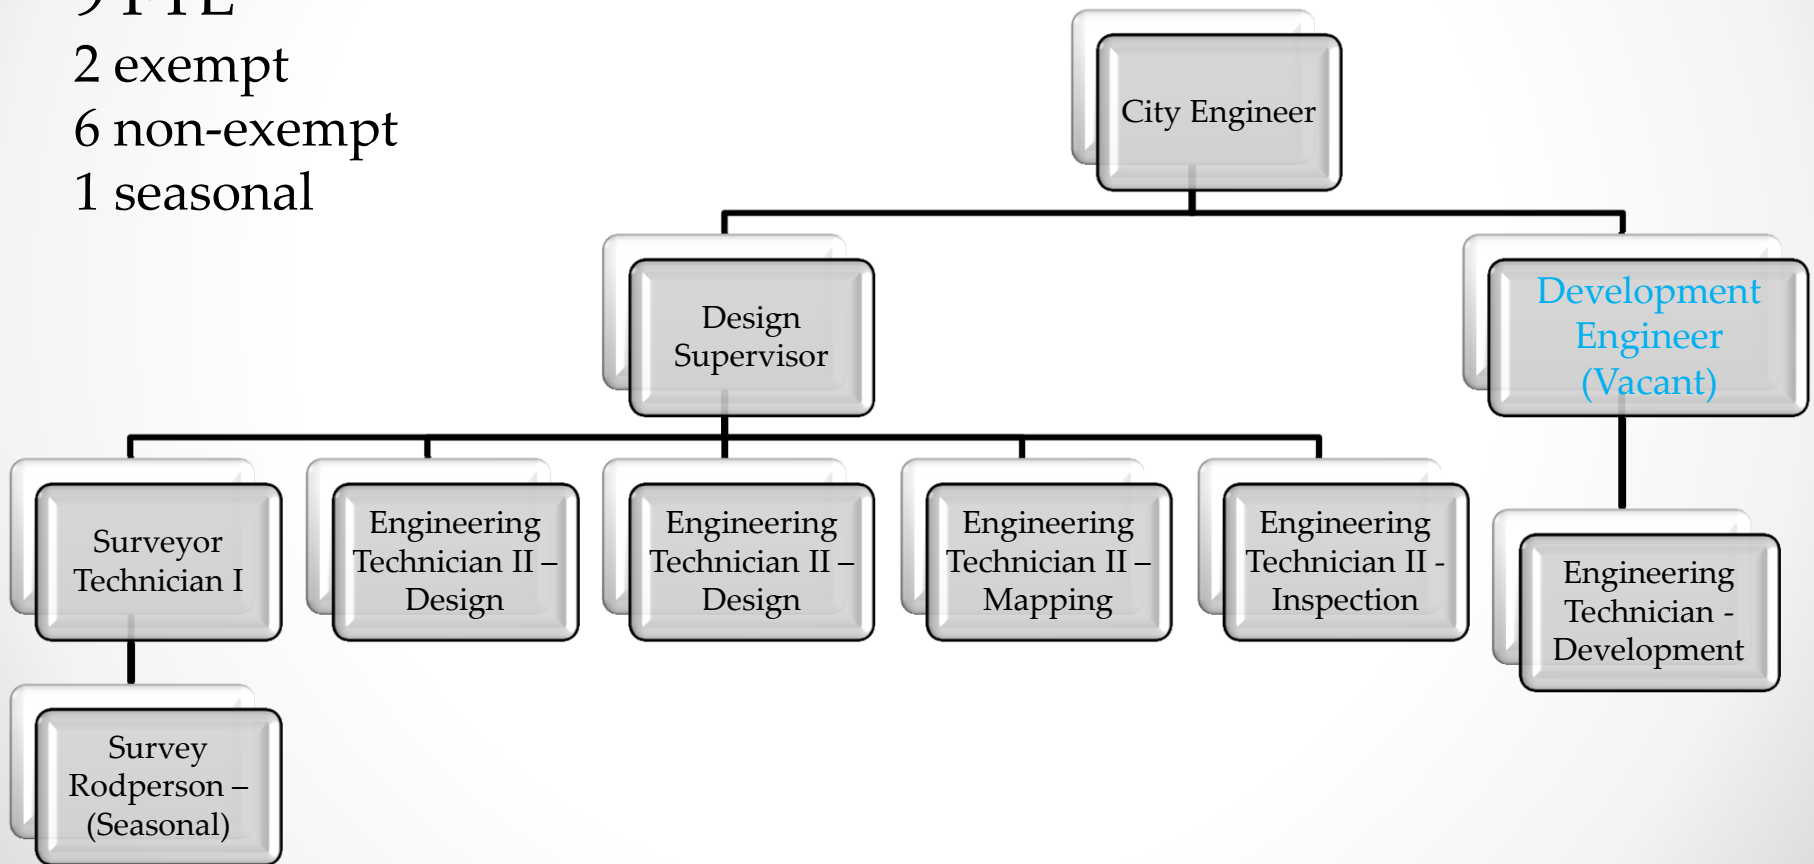 9 FTE
2 exempt
6 non-exempt
1 seasonal
City Engineer
Design
Supervisor
Development
Engineer
(Vacant)
Surveyor
Technician I
Engineering
Technician II –
Design
Engineering
Technician II –
Design
Engineering
Technician II –
Mapping
Engineering
Technician II -
Inspection
Engineering
Technician -
Development
Survey
Rodperson –
(Seasonal)